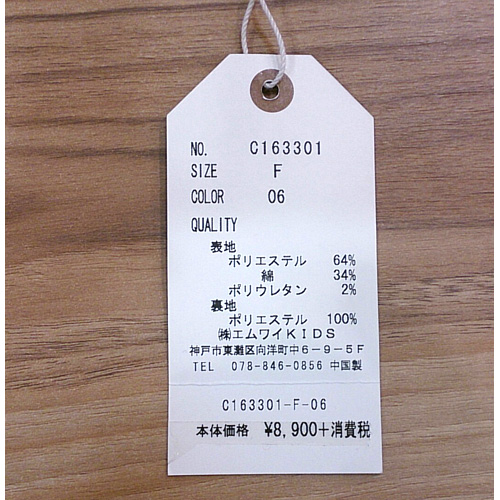 NO. C163301
SIZE F
COLOR 06
QUALITY
表地
ポリエステル 64%
綿 34%
ポリウレタン 2%
裏地
ポリエステル 100%
㈱エムワイKIDS
神戸市東灘区向洋町中6-9-5F
TEL 078-846-0856 中国製
C163301-F-06
本体価格 ¥8,900+消費税